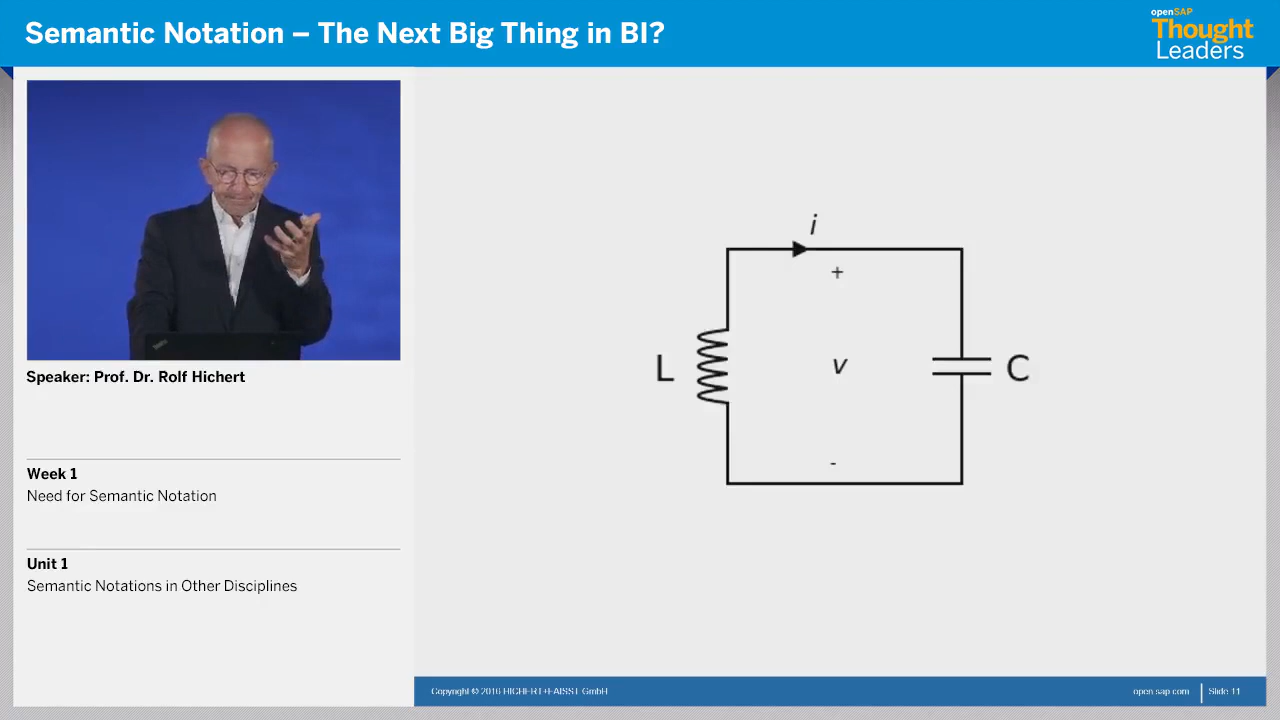 Semantic Notation – The Next Big Thing in BI?
openSAP
Thought
Leaders
i
+
L
v
C
-
Speaker: Prof. Dr. Rolf Hichert
Week 1
Need for Semantic Notation
Unit 1
Semantic Notations in Other Disciplines
Copyright © 2016 HICHERT+FAISST GmbH
open.sap.com
Slide 11